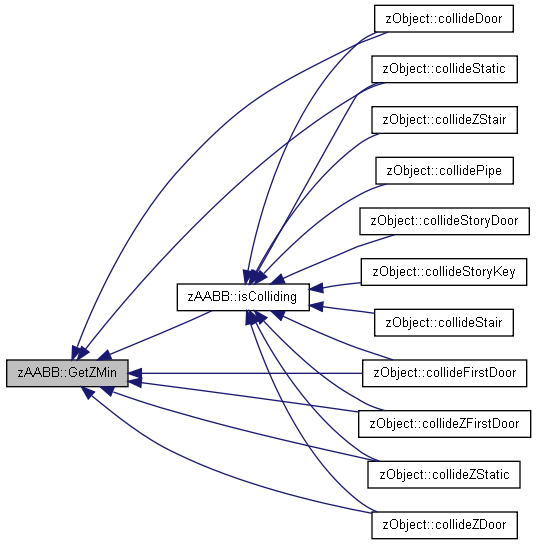 zObject::collideDoor
zObject::collideStatic
zObject::collideZStair
zObject::collidePipe
zObject::collideStoryDoor
zObject::collideStoryKey
zAABB::isColliding
zObject::collideStair
zAABB::GetZMin
zObject::collideFirstDoor
zObject::collideZFirstDoor
zObject::collideZStatic
zObject::collideZDoor